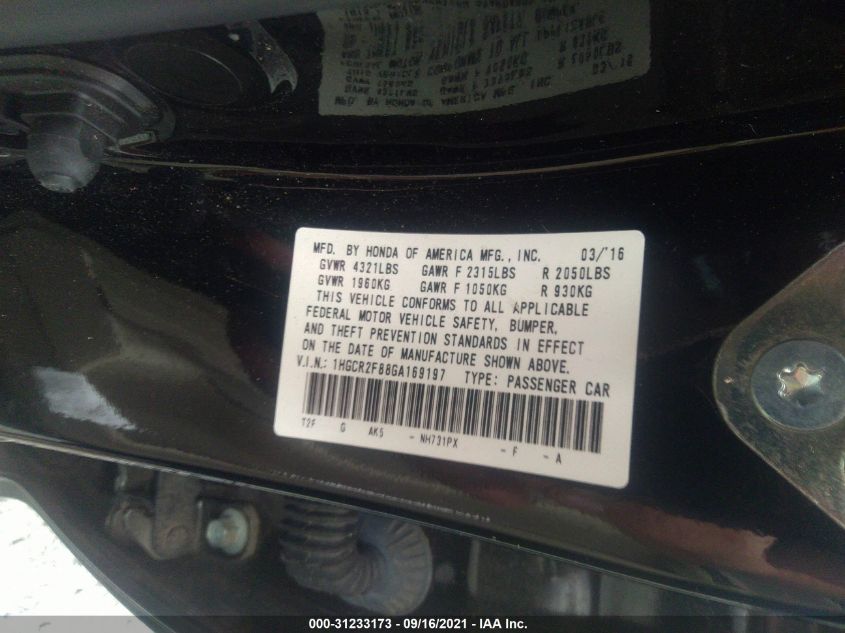 MFD. BY HONDA OF AMERICA MFG., INC. 03/'16
GVWR 4321LBS GAWR F 2315LBS R 2050LBS
GVWR 1960KG GAWR F 1050KG R 930KG
THIS VEHICLE CONFORMS TO ALL APPLICABLE
FEDERAL MOTOR VEHICLE SAFETY, BUMPER,
AND THEFT PREVENTION STANDARDS IN EFFECT
ON THE DATE OF MANUFACTURE SHOWN ABOVE.
V.I.N.: 1HGCR2F88GA169197 TYPE: PASSENGER CAR
T2F G AK5 - NH731PX - F - A
000-31233173 - 09/16/2021 - IAA Inc.